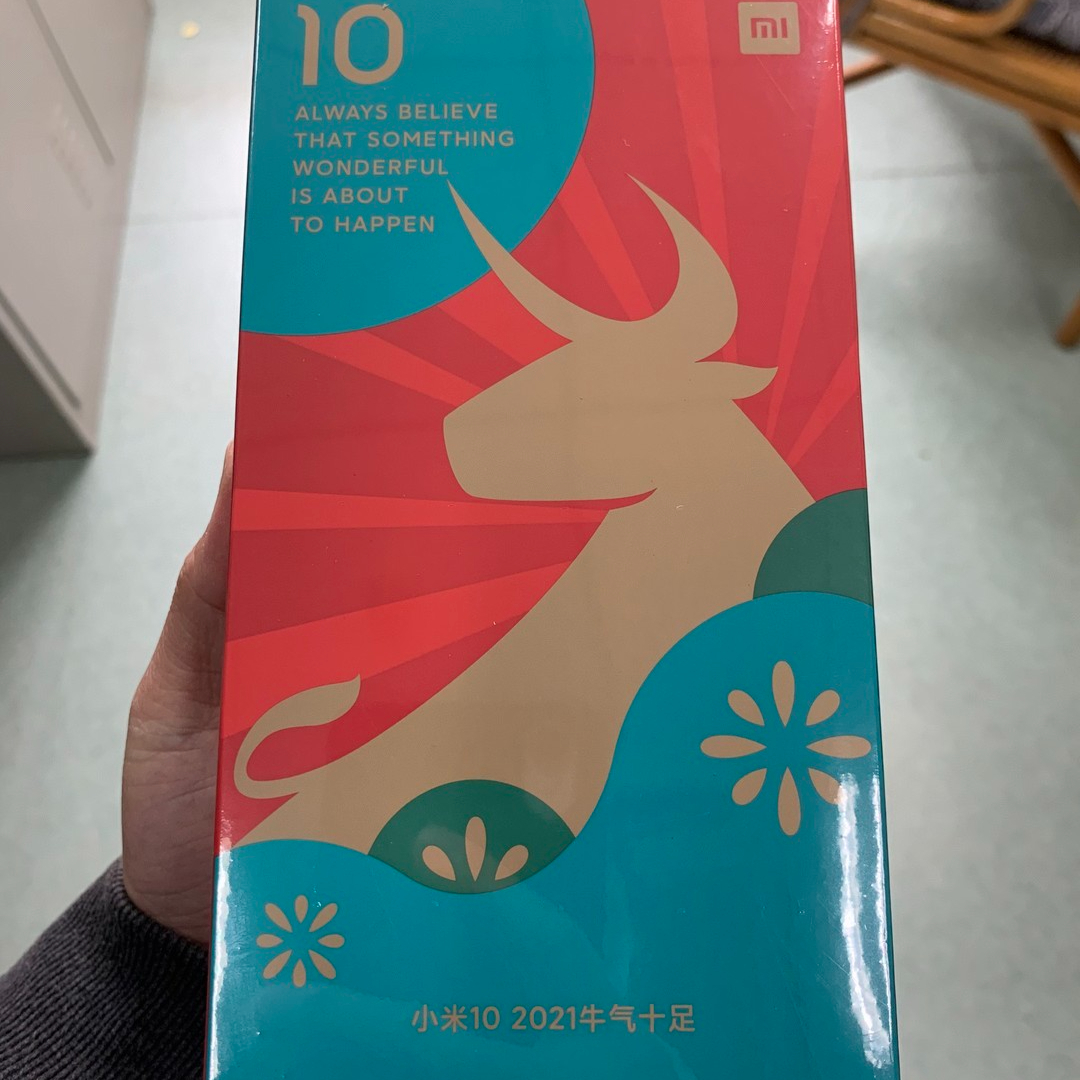 10
mi
ALWAYS BELIEVE
THAT SOMETHING
WONDERFUL
IS ABOUT
TO HAPPEN
小米10 2021牛气十足